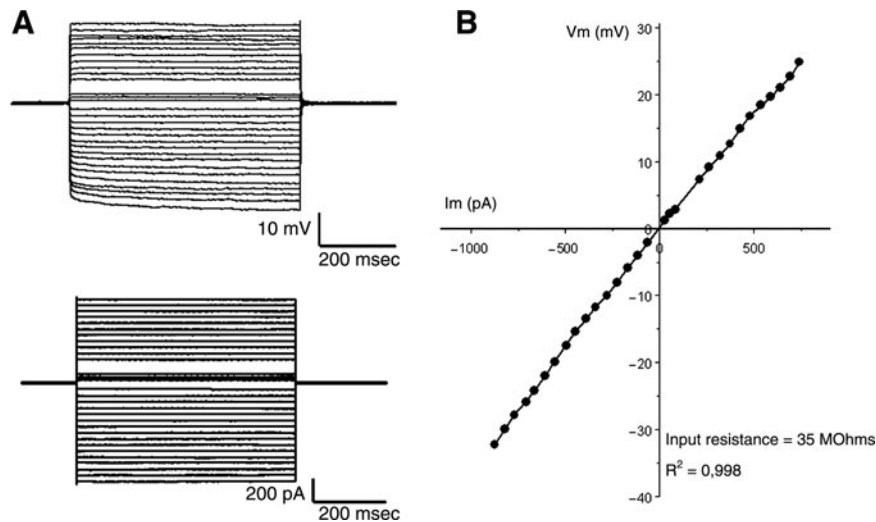 A
10 mV
200 msec
200 pA
200 msec
B
Vm (mV)
30
20
10
Im (pA)
0
−1000
−500
0
500
−10
−20
−30
−40
Input resistance = 35 MOhms
R² = 0,998